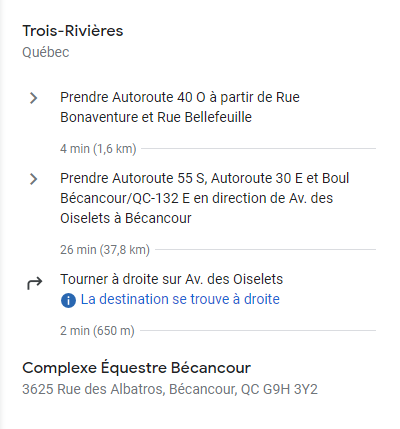 Trois-Rivières
Québec
Prendre Autoroute 40 O à partir de Rue
Bonaventure et Rue Bellefeuille
4 min (1,6 km)
Prendre Autoroute 55 S, Autoroute 30 E et Boul
Bécancour/QC-132 E en direction de Av. des
Oiselets à Bécancour
26 min (37,8 km)
Tourner à droite sur Av. des Oiselets
La destination se trouve à droite
2 min (650 m)
Complexe Équestre Bécancour
3625 Rue des Albatros, Bécancour, QC G9H 3Y2